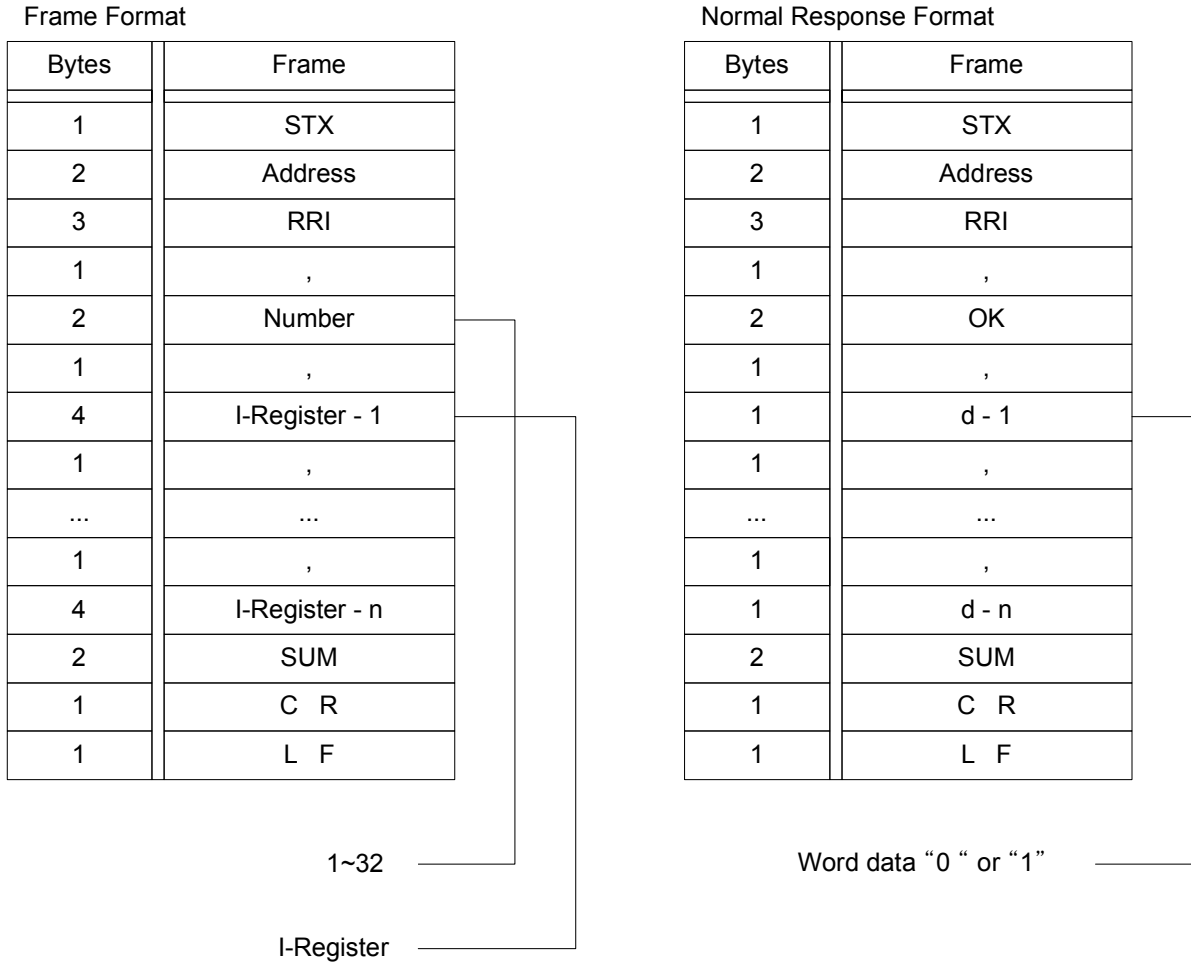 Frame Format
Bytes Frame
1 STX
2 Address
3 RRI
1 ,
2 Number
1 ,
4 I-Register - 1
1 ,
... ...
1 ,
4 I-Register - n
2 SUM
1 C R
1 L F
1~32
I-Register
Normal Response Format
Bytes Frame
1 STX
2 Address
3 RRI
1 ,
2 OK
1 ,
1 d - 1
1 ,
... ...
1 ,
1 d - n
2 SUM
1 C R
1 L F
Word data “0 “ or “1”